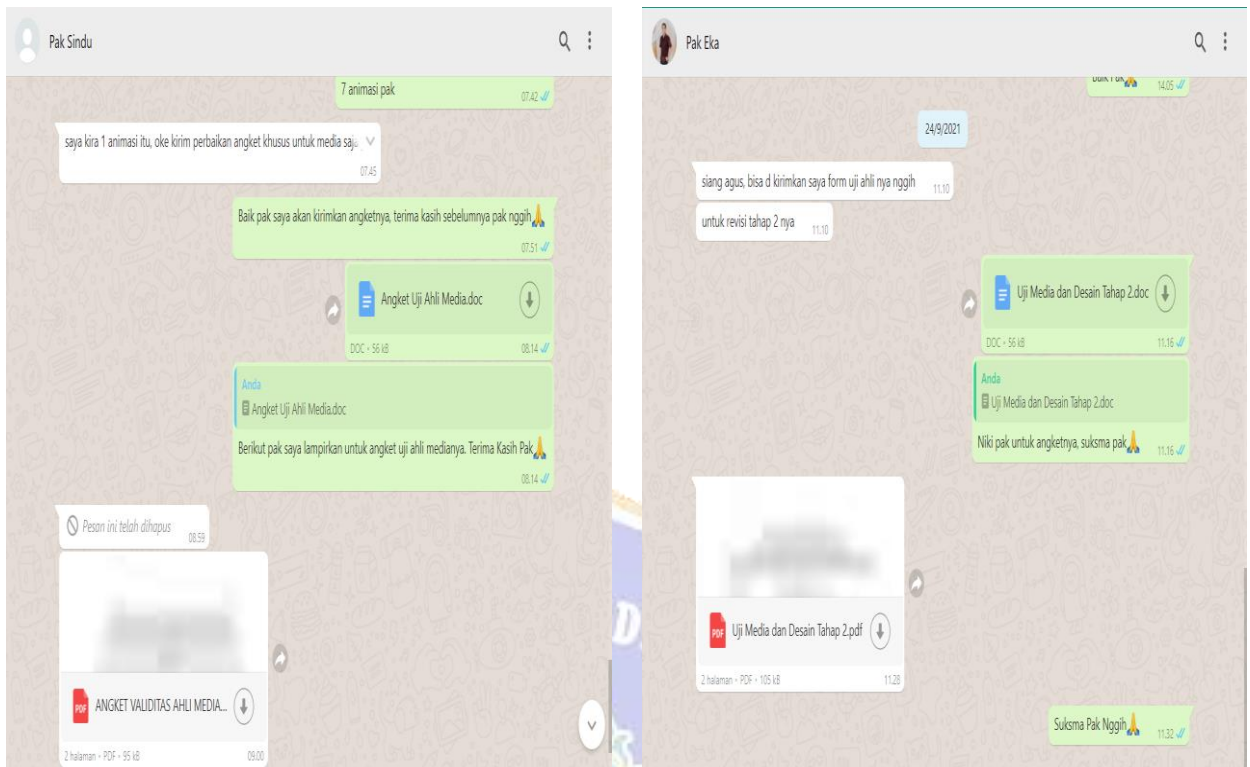 Pak Sindu
7 animasi pak
07.42
saya kira 1 animasi itu, oke kirim perbaikan angket khusus untuk media saja
07.45
Baik pak saya akan kirimkan angketnya, terima kasih sebelumnya pak nggih🙏
07.51
Angket Uji Ahli Media.doc
DOC • 56 kB
08.14
Anda
Angket Uji Ahli Media.doc
Berikut pak saya lampirkan untuk angket uji ahli medianya. Terima Kasih Pak🙏
08.14
Pesan ini telah dihapus
08.59
PDF
ANGKET VALIDITAS AHLI MEDIA...
2 halaman • PDF • 95 kB
09.00
Pak Eka
14.05
24/9/2021
siang agus, bisa d kirimkan saya form uji ahli nya nggih
11.10
untuk revisi tahap 2 nya
11.10
Uji Media dan Desain Tahap 2.doc
DOC • 56 kB
11.16
Anda
Uji Media dan Desain Tahap 2.doc
Niki pak untuk angketnya, suksma pak🙏
11.16
PDF
Uji Media dan Desain Tahap 2.pdf
2 halaman • PDF • 105 kB
11.28
Suksma Pak Nggih🙏
11.32